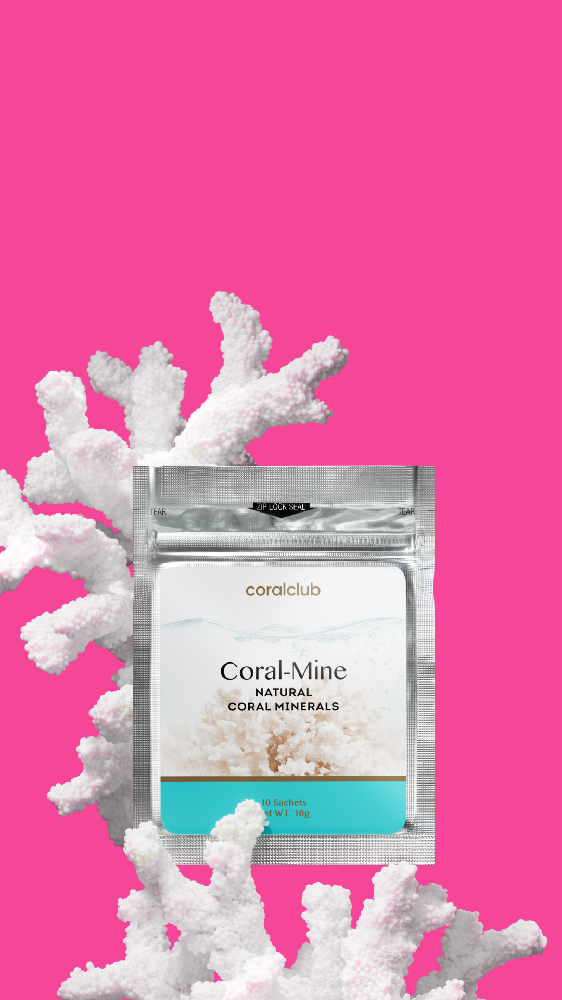 ZIP LOCK SEAL
TEAR
TEAR
coralclub
Coral-Mine
NATURAL
CORAL MINERALS
10 Sachets
WT. 10g